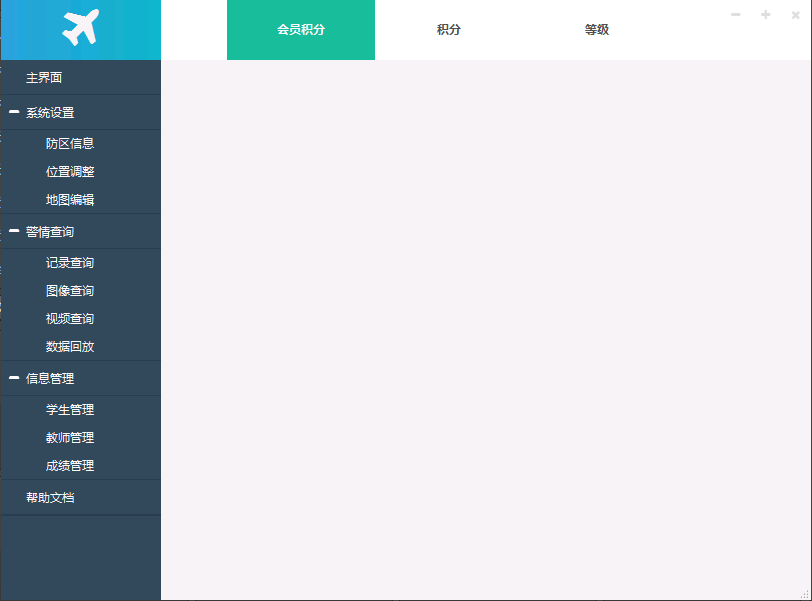 会员积分 积分 等级
主界面
系统设置
防区信息
位置调整
地图编辑
警情查询
记录查询
图像查询
视频查询
数据回放
信息管理
学生管理
教师管理
成绩管理
帮助文档